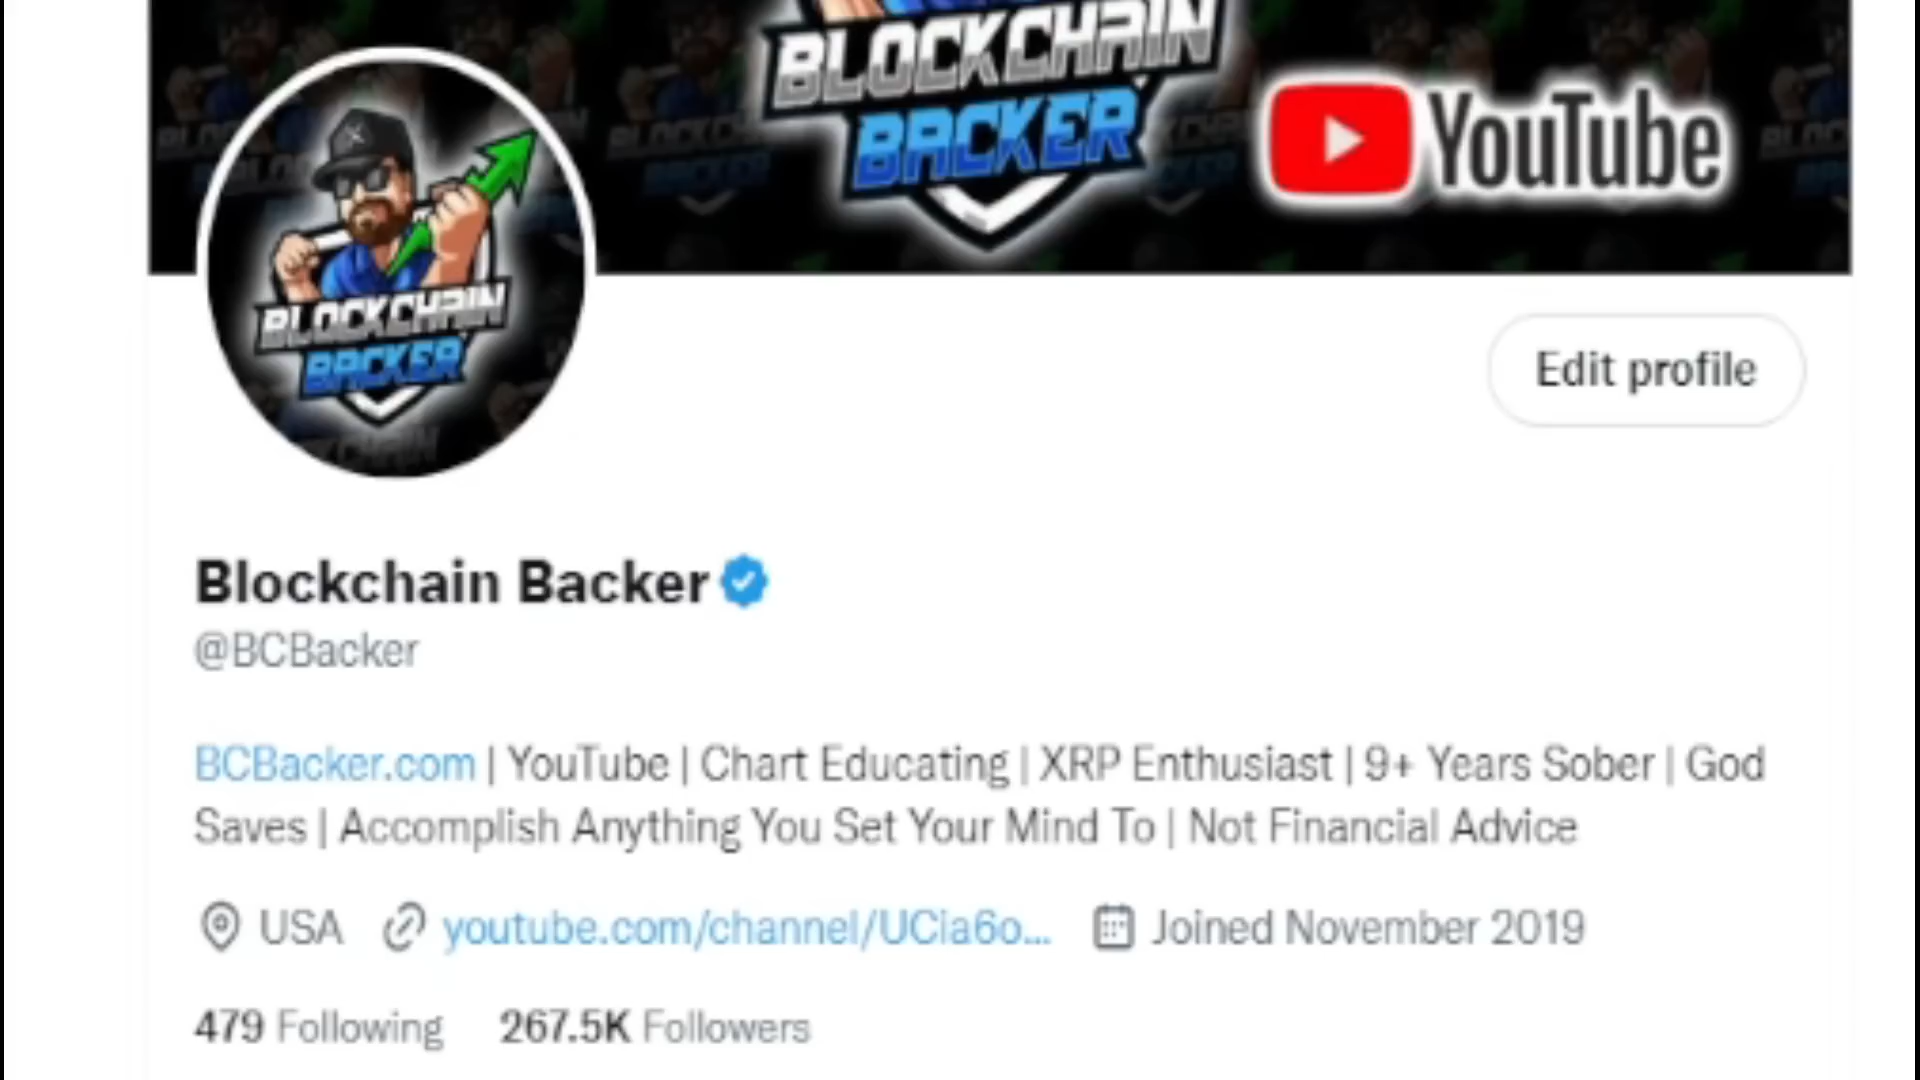 BLOCKCHAIN
BACKER
YouTube
BLOCKCHAIN
BACKER
Edit profile
Blockchain Backer
@BCBacker
BCBacker.com | YouTube | Chart Educating | XRP Enthusiast | 9+ Years Sober | God
Saves | Accomplish Anything You Set Your Mind To | Not Financial Advice
USA youtube.com/channel/UCia6o... Joined November 2019
479 Following 267.5K Followers